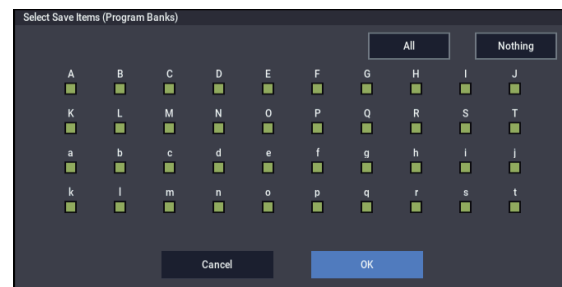 Select Save Items (Program Banks)
All Nothing
A B C D E F G H I J
K L M N O P Q R S T
a b c d e f g h i j
k l m n o p q r s t
Cancel OK